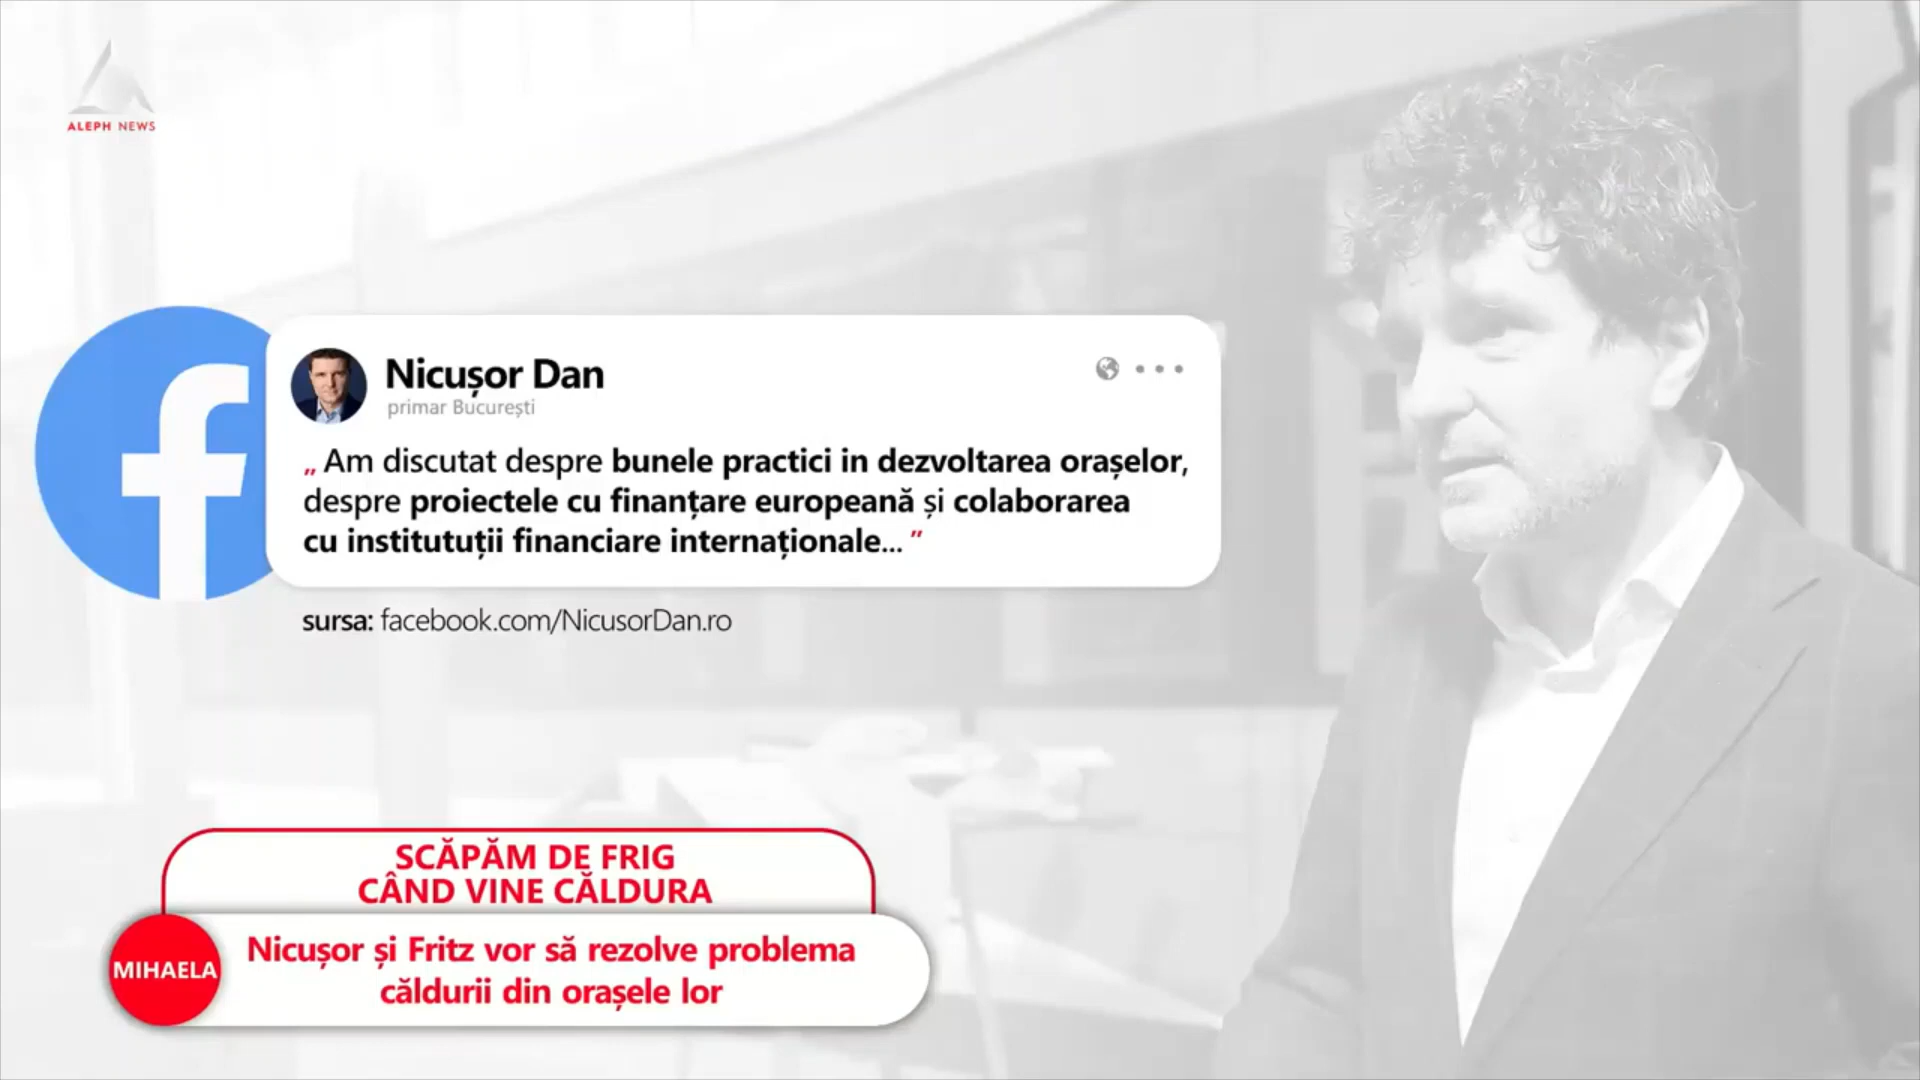 ALEPH NEWS
Nicușor Dan
primar București
„ Am discutat despre bunele practici in dezvoltarea orașelor,
despre proiectele cu finanțare europeană și colaborarea
cu institutuții financiare internaționale... ”
sursa: facebook.com/NicusorDan.ro
SCĂPĂM DE FRIG
CÂND VINE CĂLDURA
MIHAELA
Nicușor și Fritz vor să rezolve problema
căldurii din orașele lor